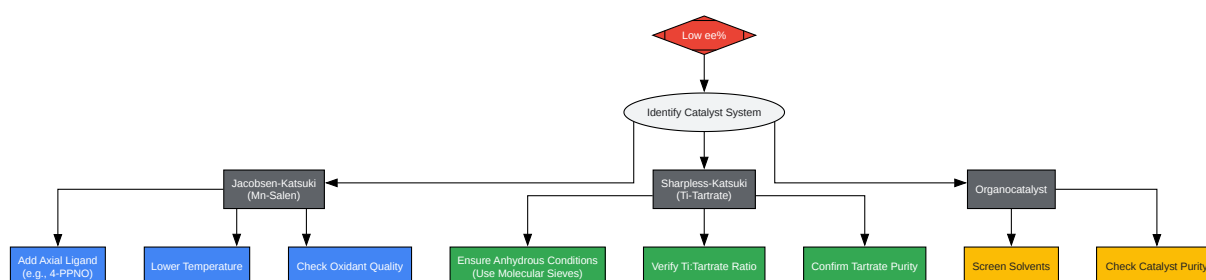 Low ee%
Identify Catalyst System
Jacobsen-Katsuki
(Mn-Salen)
Sharpless-Katsuki
(Ti-Tartrate)
Organocatalyst
Add Axial Ligand
(e.g., 4-PPNO)
Lower Temperature
Check Oxidant Quality
Ensure Anhydrous Conditions
(Use Molecular Sieves)
Verify Ti:Tartrate Ratio
Confirm Tartrate Purity
Screen Solvents
Check Catalyst Purity